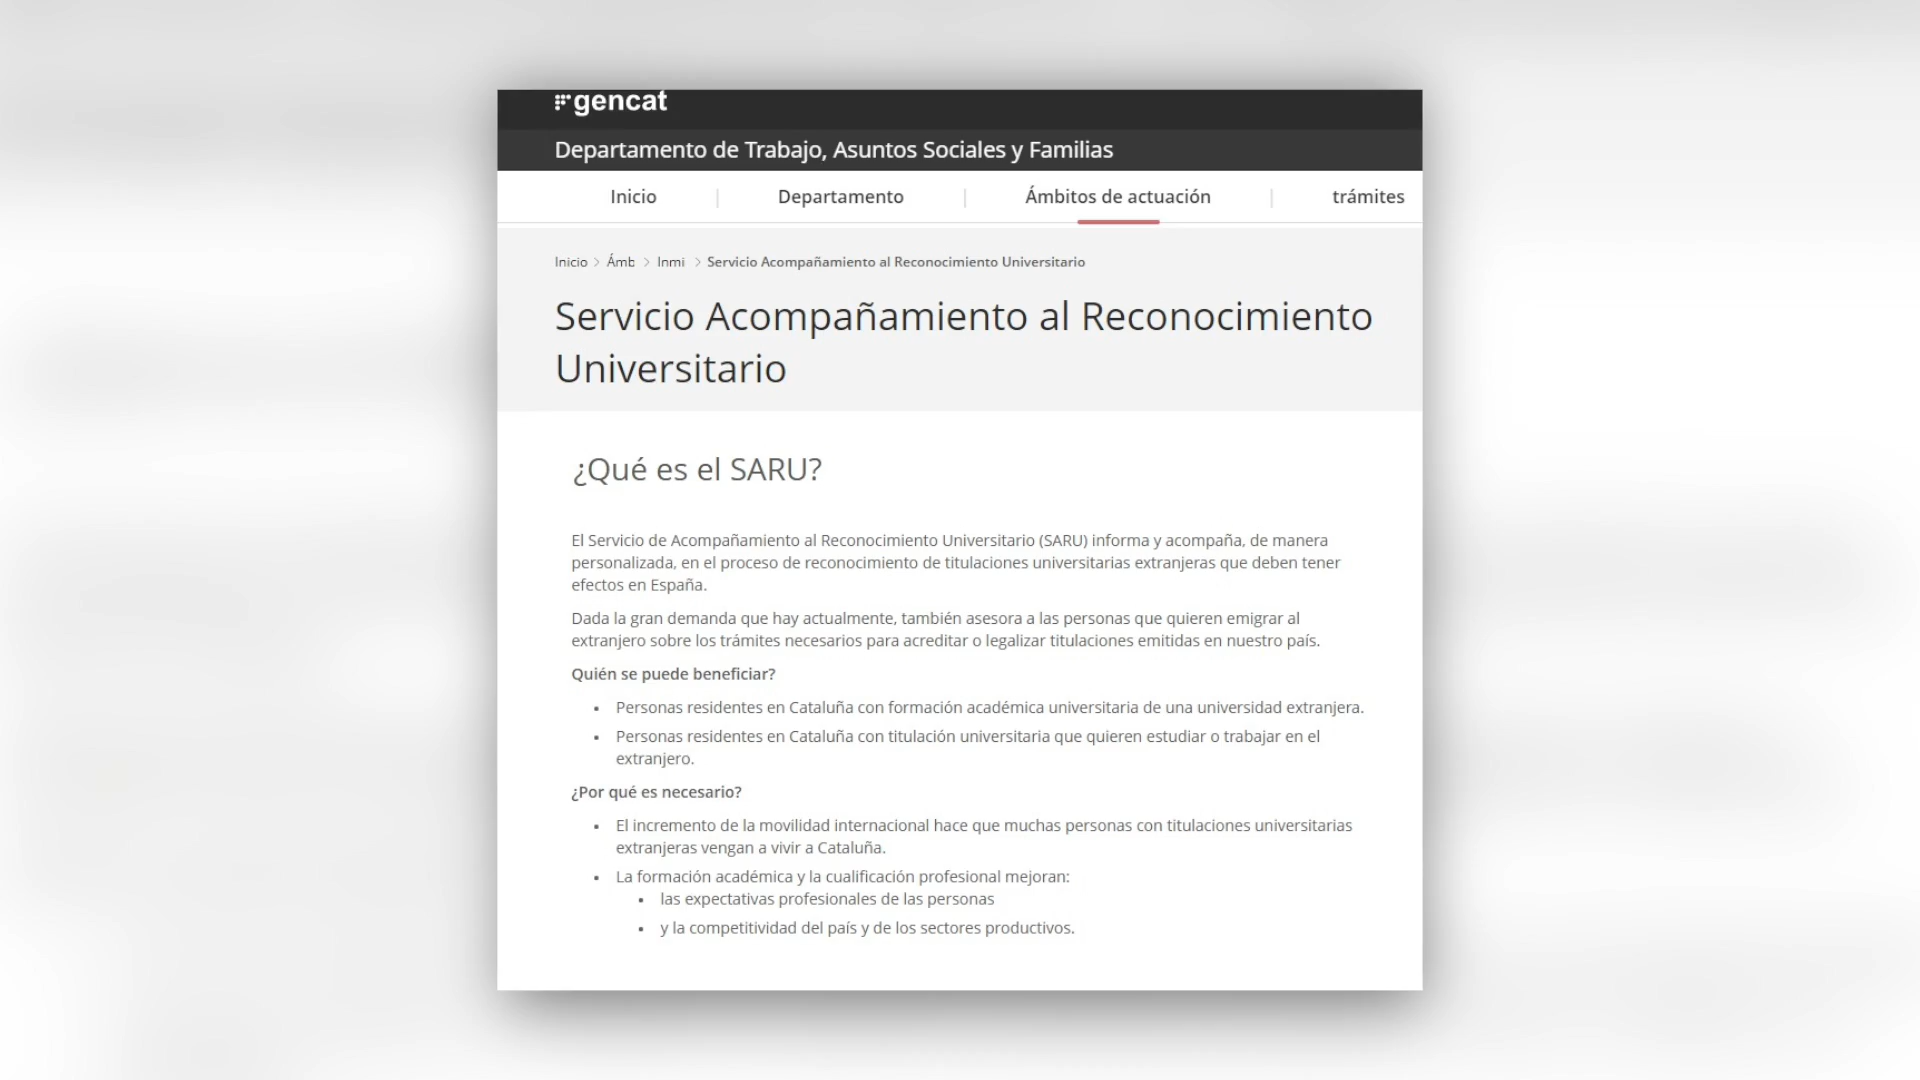 gencat
Departamento de Trabajo, Asuntos Sociales y Familias
Inicio | Departamento | Ámbitos de actuación | trámites
Inicio > Ámb > Inmi > Servicio Acompañamiento al Reconocimiento Universitario
Servicio Acompañamiento al Reconocimiento
Universitario
¿Qué es el SARU?
El Servicio de Acompañamiento al Reconocimiento Universitario (SARU) informa y acompaña, de manera
personalizada, en el proceso de reconocimiento de titulaciones universitarias extranjeras que deben tener
efectos en España.
Dada la gran demanda que hay actualmente, también asesora a las personas que quieren emigrar al
extranjero sobre los trámites necesarios para acreditar o legalizar titulaciones emitidas en nuestro país.
Quién se puede beneficiar?
• Personas residentes en Cataluña con formación académica universitaria de una universidad extranjera.
• Personas residentes en Cataluña con titulación universitaria que quieren estudiar o trabajar en el
extranjero.
¿Por qué es necesario?
• El incremento de la movilidad internacional hace que muchas personas con titulaciones universitarias
extranjeras vengan a vivir a Cataluña.
• La formación académica y la cualificación profesional mejoran:
• las expectativas profesionales de las personas
• y la competitividad del país y de los sectores productivos.